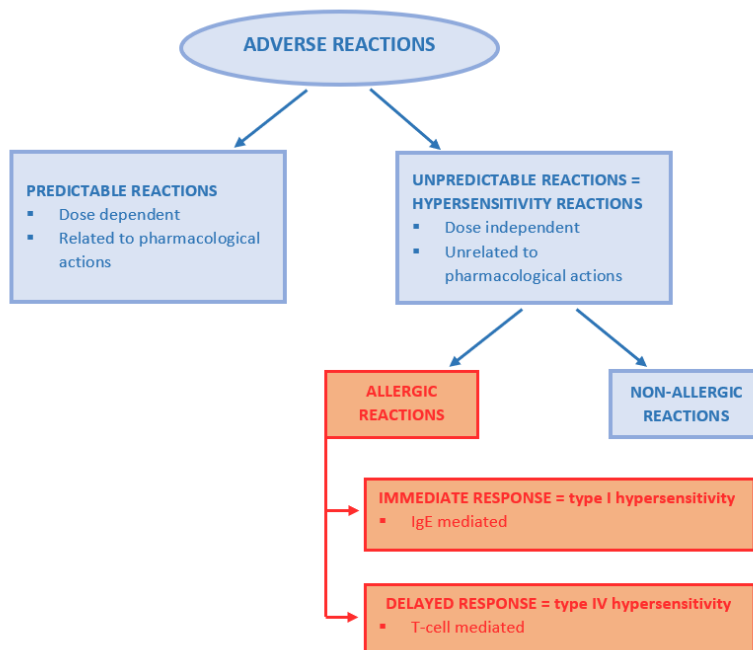 ADVERSE REACTIONS
PREDICTABLE REACTIONS
▪ Dose dependent
▪ Related to pharmacological
actions
UNPREDICTABLE REACTIONS =
HYPERSENSITIVITY REACTIONS
▪ Dose independent
▪ Unrelated to
pharmacological actions
ALLERGIC
REACTIONS
NON-ALLERGIC
REACTIONS
IMMEDIATE RESPONSE = type I hypersensitivity
▪ IgE mediated
DELAYED RESPONSE = type IV hypersensitivity
▪ T-cell mediated